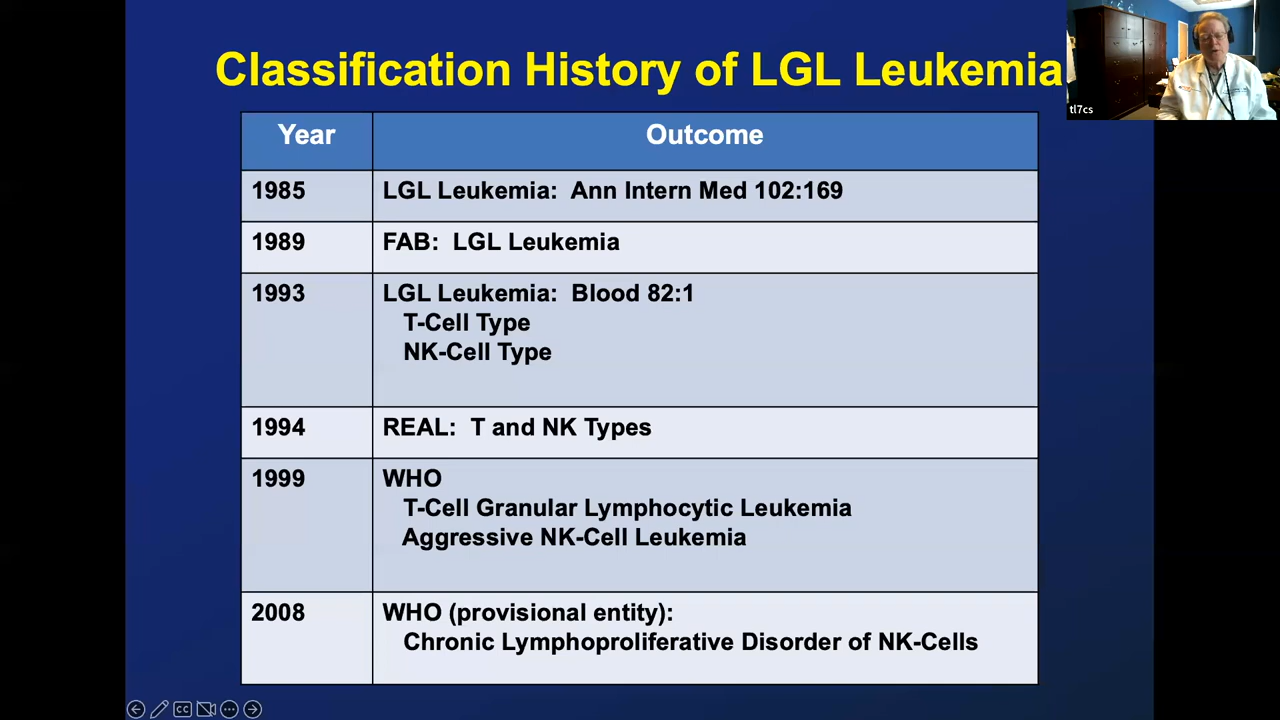 Classification History of LGL Leukemia
tl7cs
Year Outcome
1985 LGL Leukemia: Ann Intern Med 102:169
1989 FAB: LGL Leukemia
1993 LGL Leukemia: Blood 82:1
T-Cell Type
NK-Cell Type
1994 REAL: T and NK Types
1999 WHO
T-Cell Granular Lymphocytic Leukemia
Aggressive NK-Cell Leukemia
2008 WHO (provisional entity):
Chronic Lymphoproliferative Disorder of NK-Cells
CC